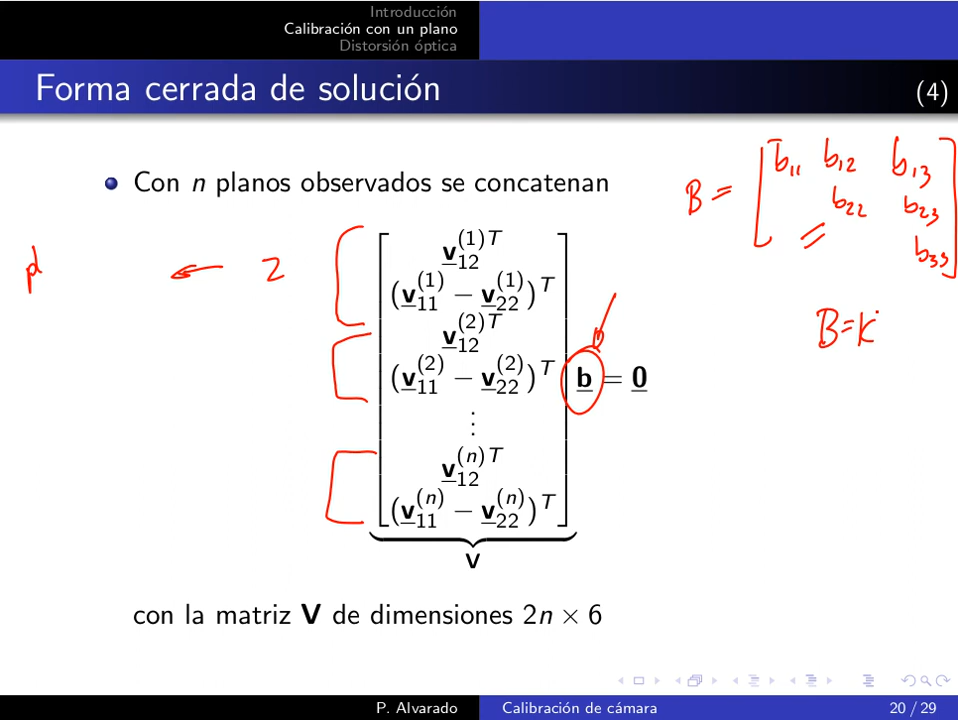 Introducción
Calibración con un plano
Distorsión óptica
Forma cerrada de solución (4)
Con n planos observados se concatenan
B = [b₁₁ b₁₂ b₁₃
b₂₂ b₂₃
= b₃₃]
B=K
← 2
v₁₂⁽¹⁾ᵀ
(v₁₁⁽¹⁾ − v₂₂⁽¹⁾)ᵀ
v₁₂⁽²⁾ᵀ
(v₁₁⁽²⁾ − v₂₂⁽²⁾)ᵀ b = 0
⋮
v₁₂⁽ⁿ⁾ᵀ
(v₁₁⁽ⁿ⁾ − v₂₂⁽ⁿ⁾)ᵀ
V
con la matriz V de dimensiones 2n × 6
P. Alvarado Calibración de cámara 20 / 29